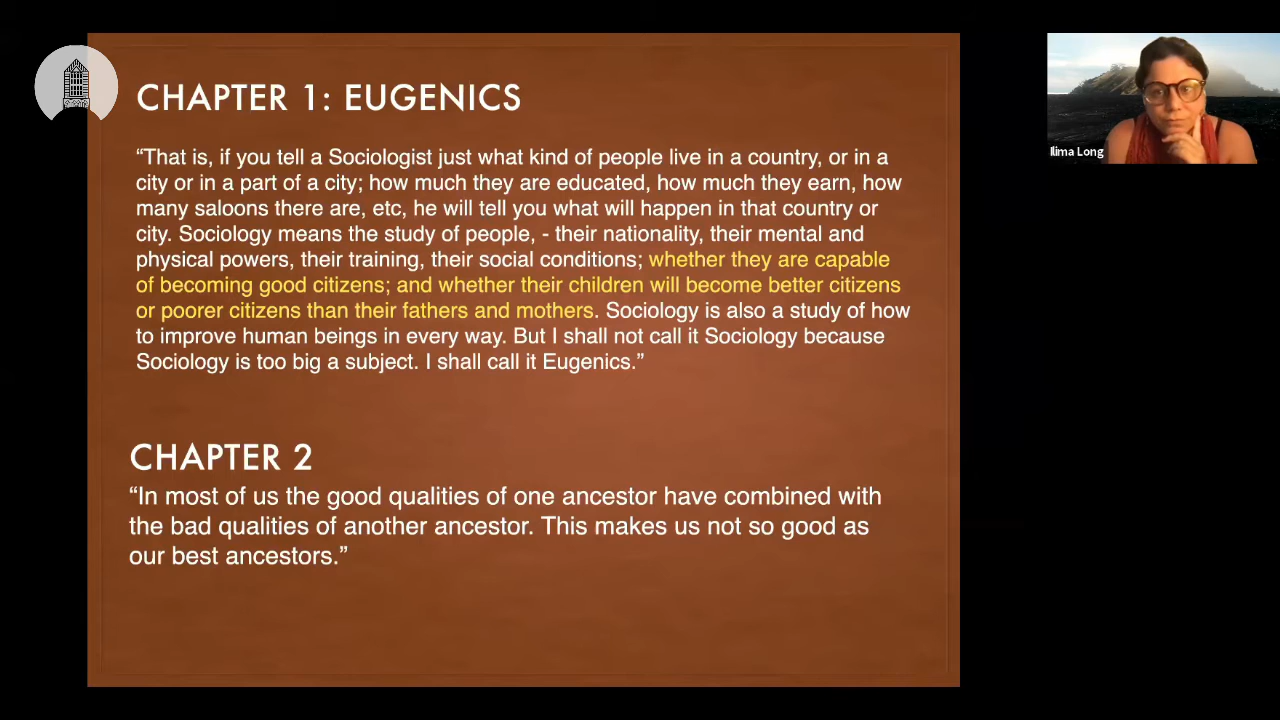 CHAPTER 1: EUGENICS
“That is, if you tell a Sociologist just what kind of people live in a country, or in a
city or in a part of a city; how much they are educated, how much they earn, how
many saloons there are, etc, he will tell you what will happen in that country or
city. Sociology means the study of people, - their nationality, their mental and
physical powers, their training, their social conditions; whether they are capable
of becoming good citizens; and whether their children will become better citizens
or poorer citizens than their fathers and mothers. Sociology is also a study of how
to improve human beings in every way. But I shall not call it Sociology because
Sociology is too big a subject. I shall call it Eugenics.”
CHAPTER 2
“In most of us the good qualities of one ancestor have combined with
the bad qualities of another ancestor. This makes us not so good as
our best ancestors.”
Ilima Long